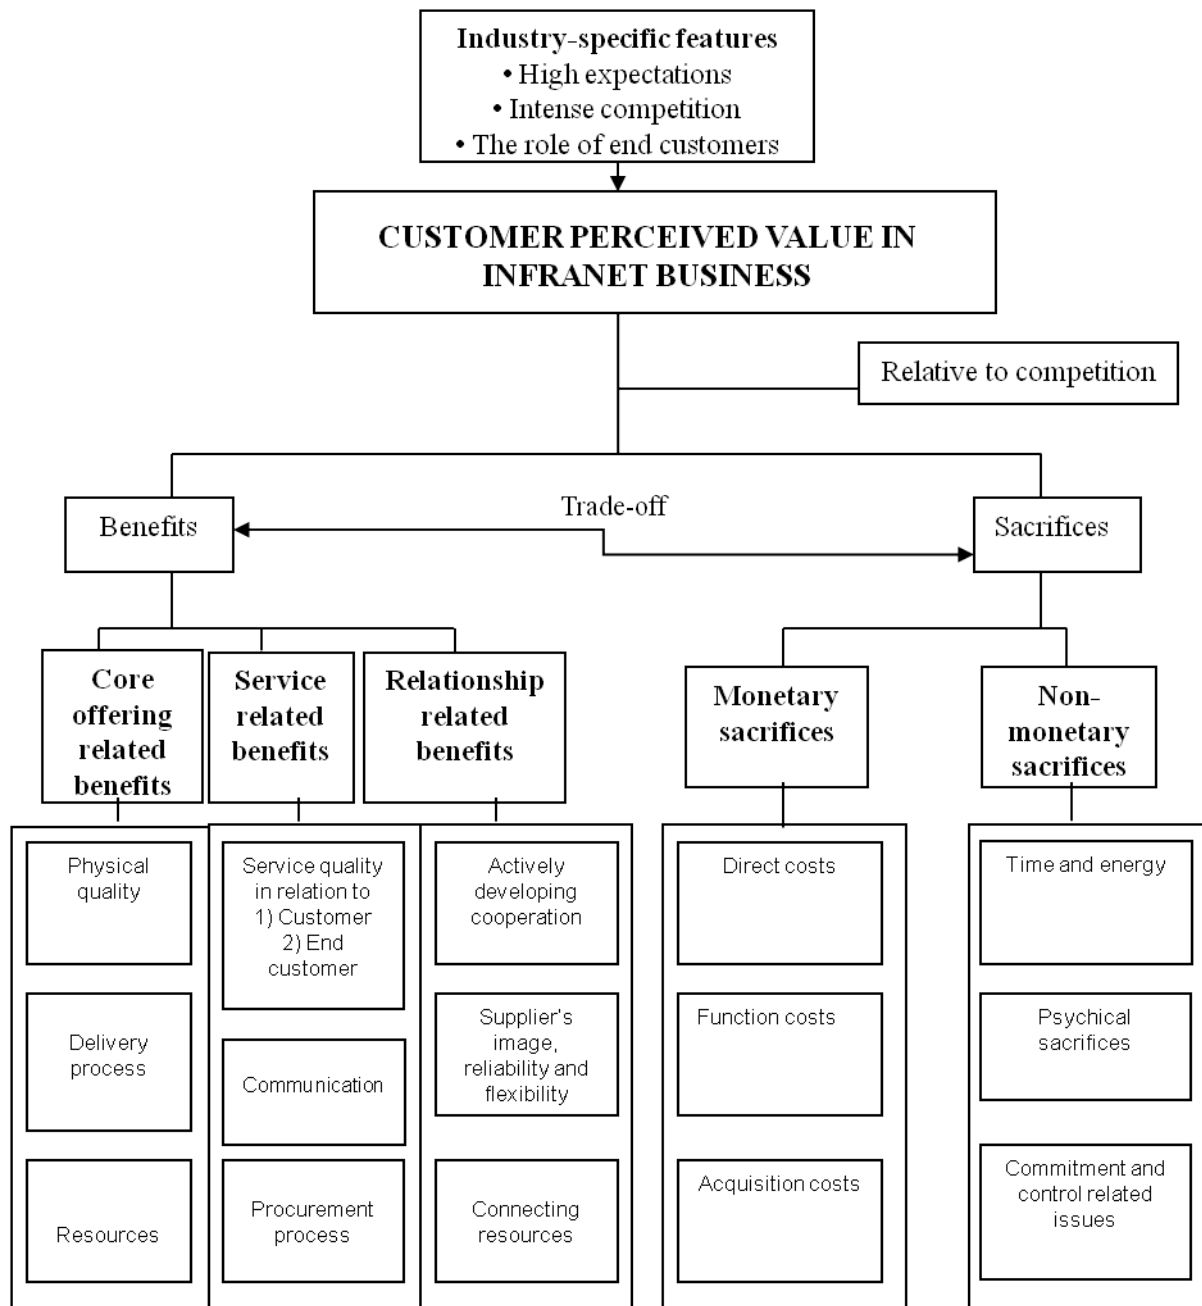 Industry-specific features
• High expectations
• Intense competition
• The role of end customers
CUSTOMER PERCEIVED VALUE IN
INFRANET BUSINESS
Relative to competition
Benefits
Trade-off
Sacrifices
Core
offering
related
benefits
Service
related
benefits
Relationship
related
benefits
Monetary
sacrifices
Non-
monetary
sacrifices
Physical
quality
Delivery
process
Resources
Service quality
in relation to
1) Customer
2) End
customer
Communication
Procurement
process
Actively
developing
cooperation
Supplier's
image,
reliability and
flexibility
Connecting
resources
Direct costs
Function costs
Acquisition costs
Time and energy
Psychical
sacrifices
Commitment and
control related
issues